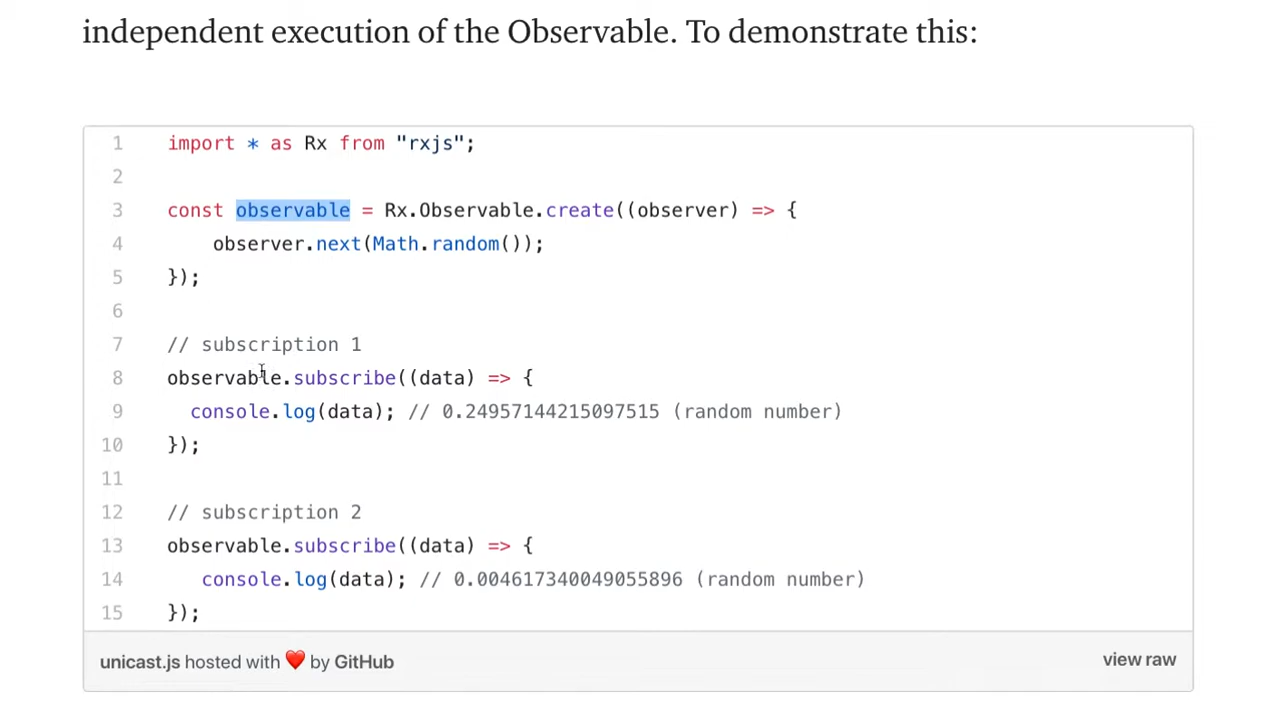 independent execution of the Observable. To demonstrate this:
1 import * as Rx from "rxjs";
2
3 const observable = Rx.Observable.create((observer) => {
4 observer.next(Math.random());
5 });
6
7 // subscription 1
8 observable.subscribe((data) => {
9 console.log(data); // 0.24957144215097515 (random number)
10 });
11
12 // subscription 2
13 observable.subscribe((data) => {
14 console.log(data); // 0.004617340049055896 (random number)
15 });
unicast.js hosted with ❤️ by GitHub view raw